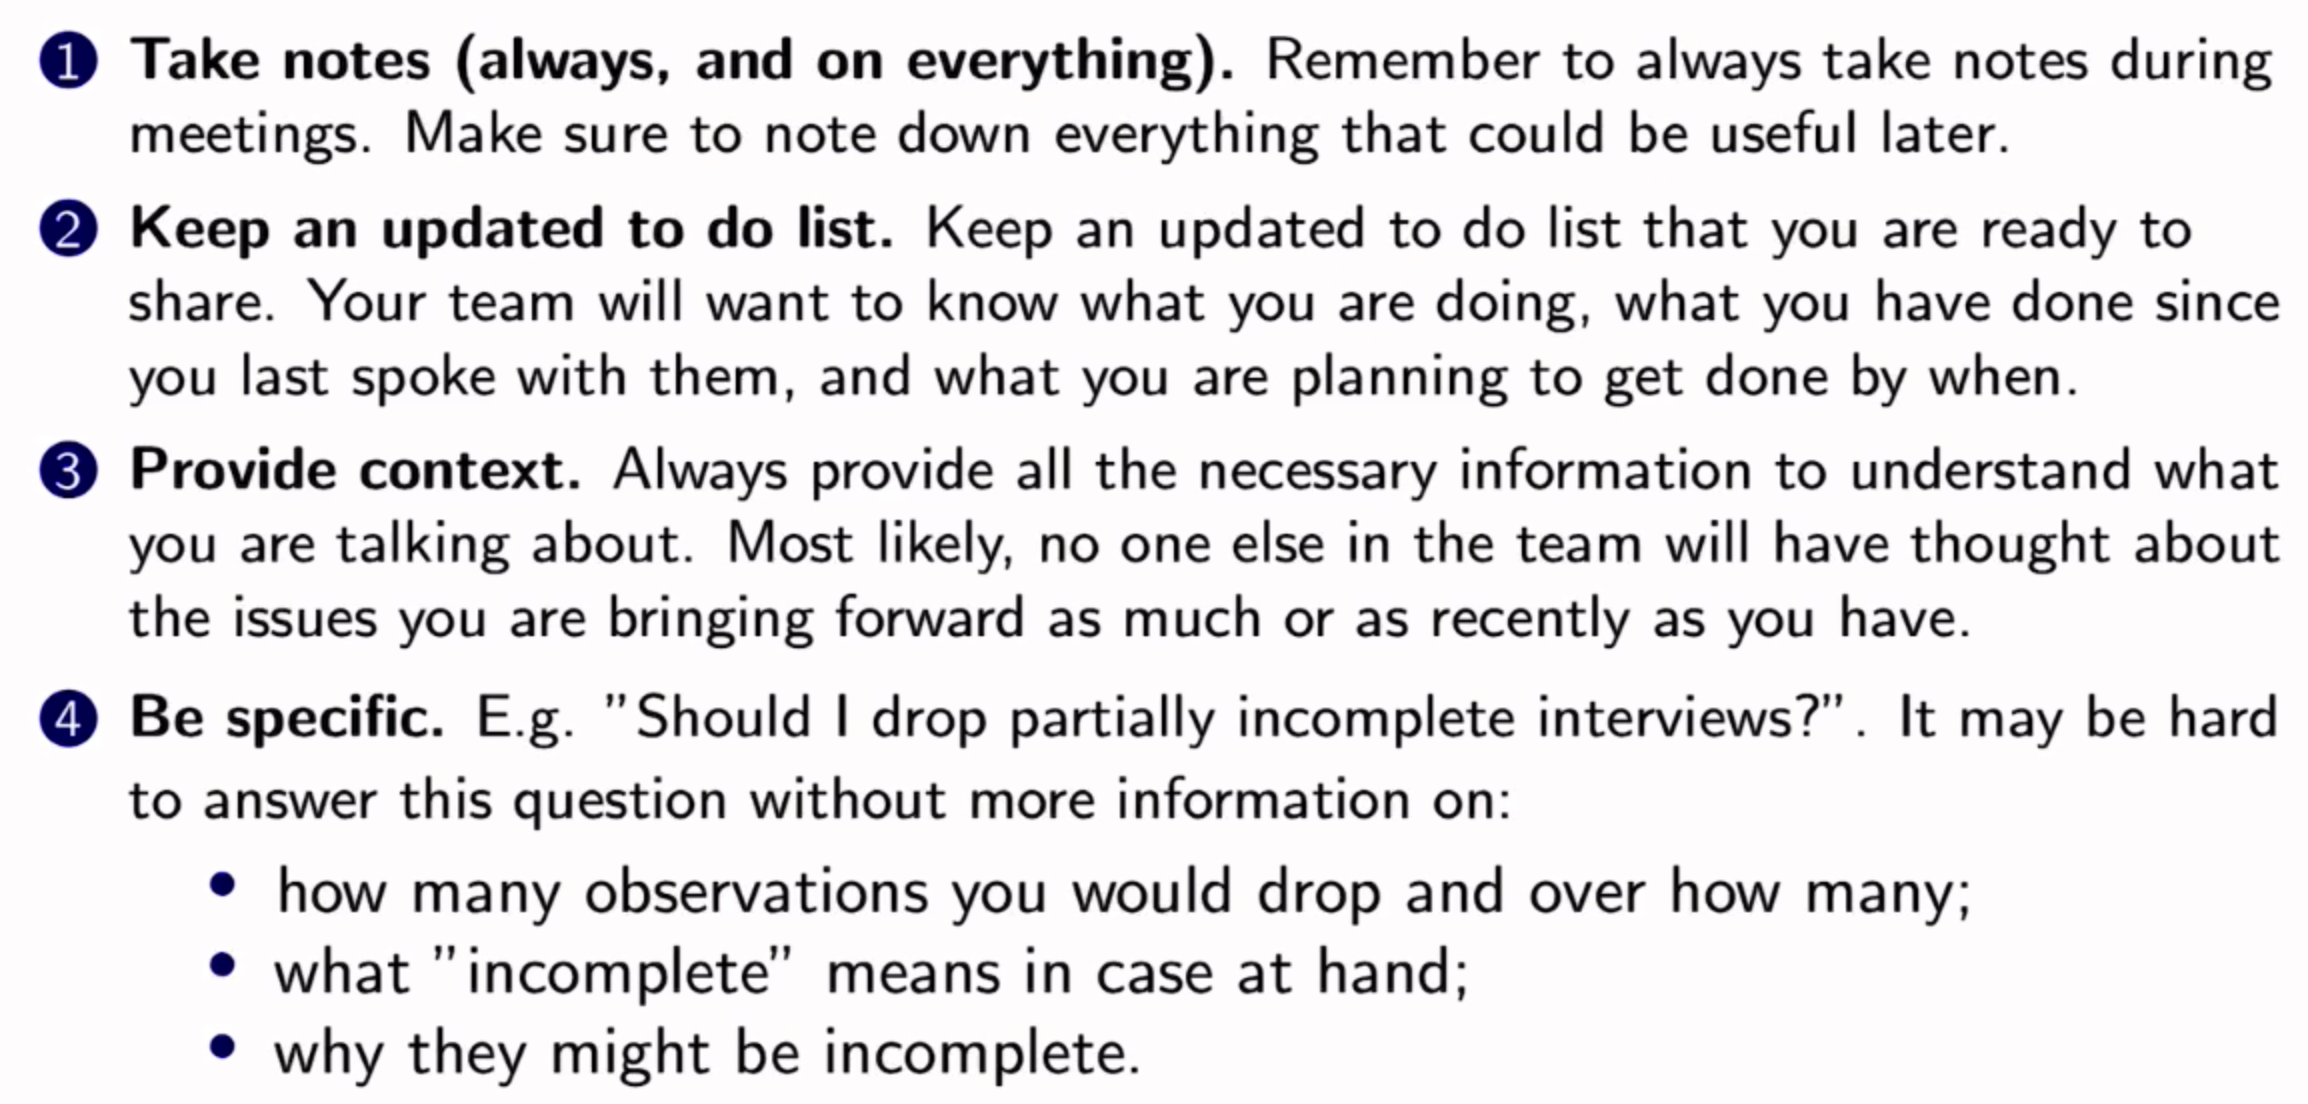 1 Take notes (always, and on everything). Remember to always take notes during
meetings. Make sure to note down everything that could be useful later.
2 Keep an updated to do list. Keep an updated to do list that you are ready to
share. Your team will want to know what you are doing, what you have done since
you last spoke with them, and what you are planning to get done by when.
3 Provide context. Always provide all the necessary information to understand what
you are talking about. Most likely, no one else in the team will have thought about
the issues you are bringing forward as much or as recently as you have.
4 Be specific. E.g. ”Should I drop partially incomplete interviews?”. It may be hard
to answer this question without more information on:
• how many observations you would drop and over how many;
• what ”incomplete” means in case at hand;
• why they might be incomplete.